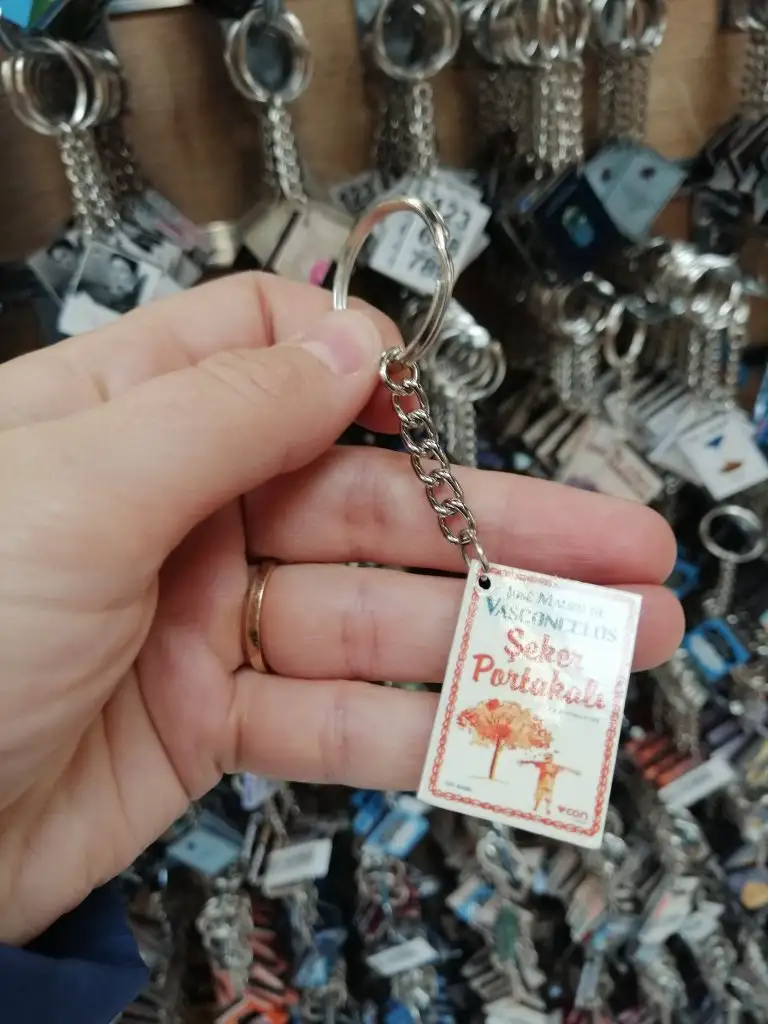 JOSÉ MAURO DE
VASCONCELOS
Şeker
Portakalı
can